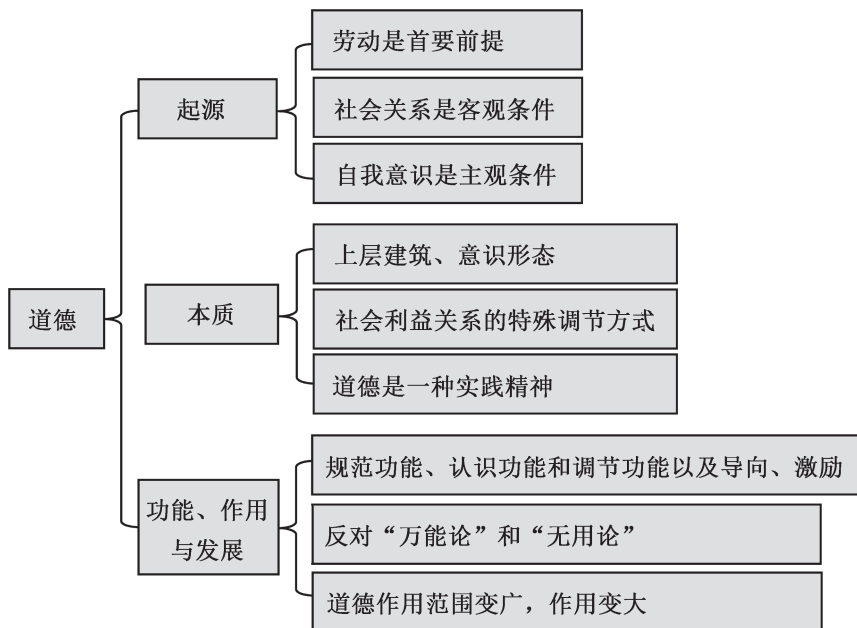 道德
起源
劳动是首要前提
社会关系是客观条件
自我意识是主观条件
本质
上层建筑、意识形态
社会利益关系的特殊调节方式
道德是一种实践精神
功能、作用
与发展
规范功能、认识功能和调节功能以及导向、激励
反对“万能论”和“无用论”
道德作用范围变广，作用变大